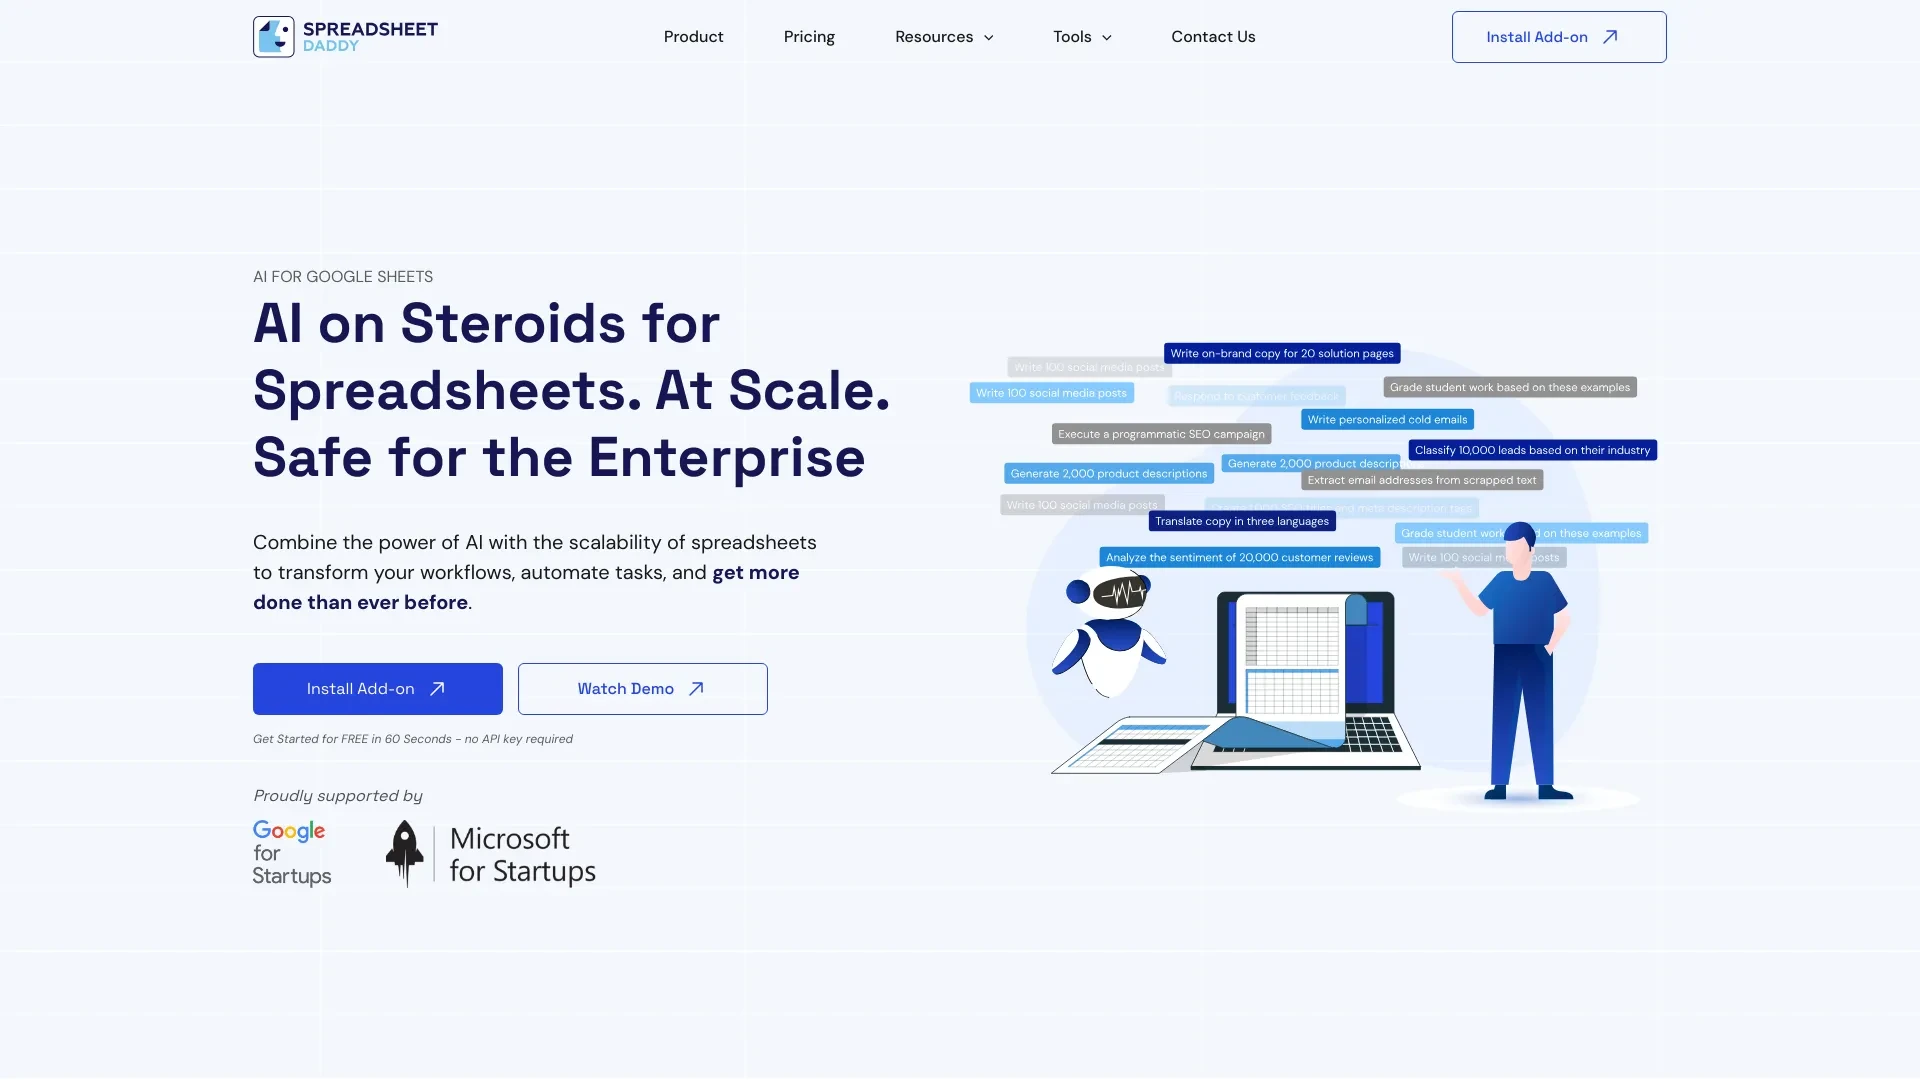 SPREADSHEET
DADDY
Product
Pricing
Resources
Tools
Contact Us
Install Add-on
AI FOR GOOGLE SHEETS
AI on Steroids for
Spreadsheets. At Scale.
Safe for the Enterprise
Combine the power of AI with the scalability of spreadsheets
to transform your workflows, automate tasks, and get more
done than ever before.
Install Add-on
Watch Demo
Get Started for FREE in 60 Seconds - no API key required
Proudly supported by
Google
for
Startups
Microsoft
for Startups
Write on-brand copy for 20 solution pages
Write 100 social media posts
Grade student work based on these examples
Write 100 social media posts
Respond to customer feedback
Write personalized cold emails
Execute a programmatic SEO campaign
Classify 10,000 leads based on their industry
Generate 2,000 product descrip
Generate 2,000 product descriptions
Extract email addresses from scrapped text
Write 100 social media posts
and meta description tags
Translate copy in three languages
Grade student work d on these examples
Analyze the sentiment of 20,000 customer reviews
Write 100 social m posts